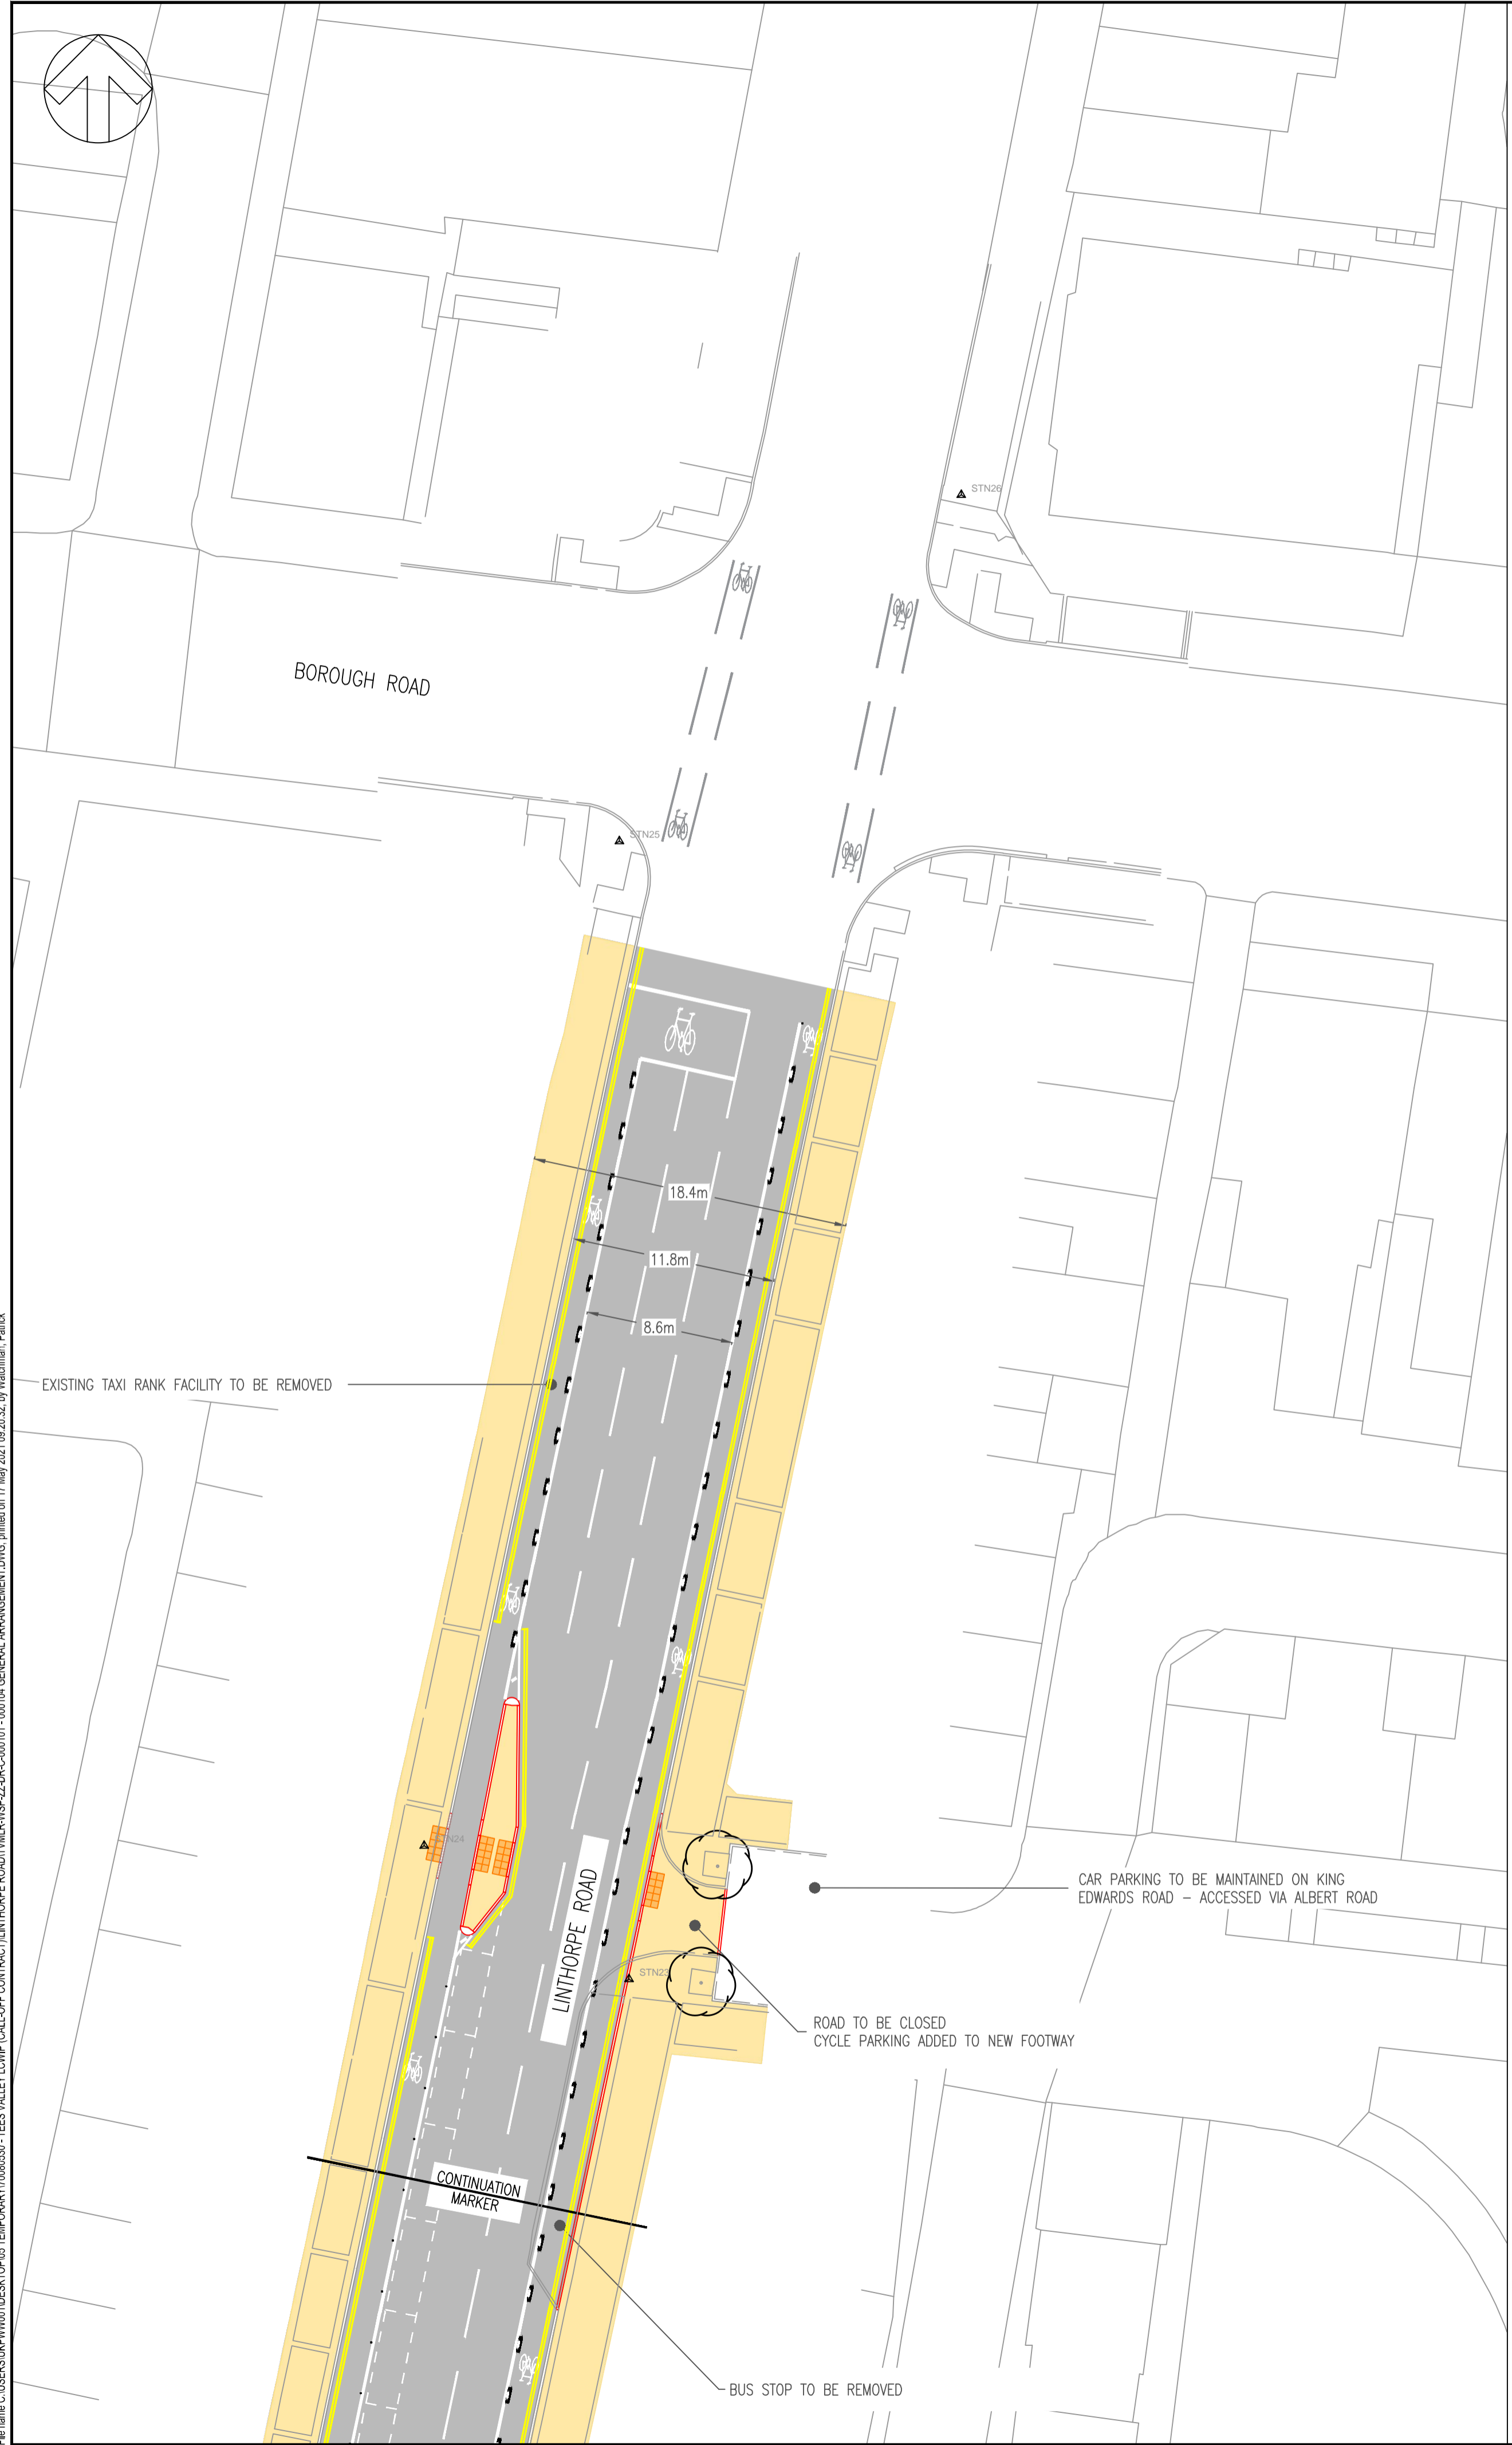 STN26
BOROUGH ROAD
STN25
18.4m
11.8m
8.6m
EXISTING TAXI RANK FACILITY TO BE REMOVED
STN24
LINTHORPE ROAD
CAR PARKING TO BE MAINTAINED ON KING
EDWARDS ROAD – ACCESSED VIA ALBERT ROAD
STN23
ROAD TO BE CLOSED
CYCLE PARKING ADDED TO NEW FOOTWAY
CONTINUATION
MARKER
BUS STOP TO BE REMOVED